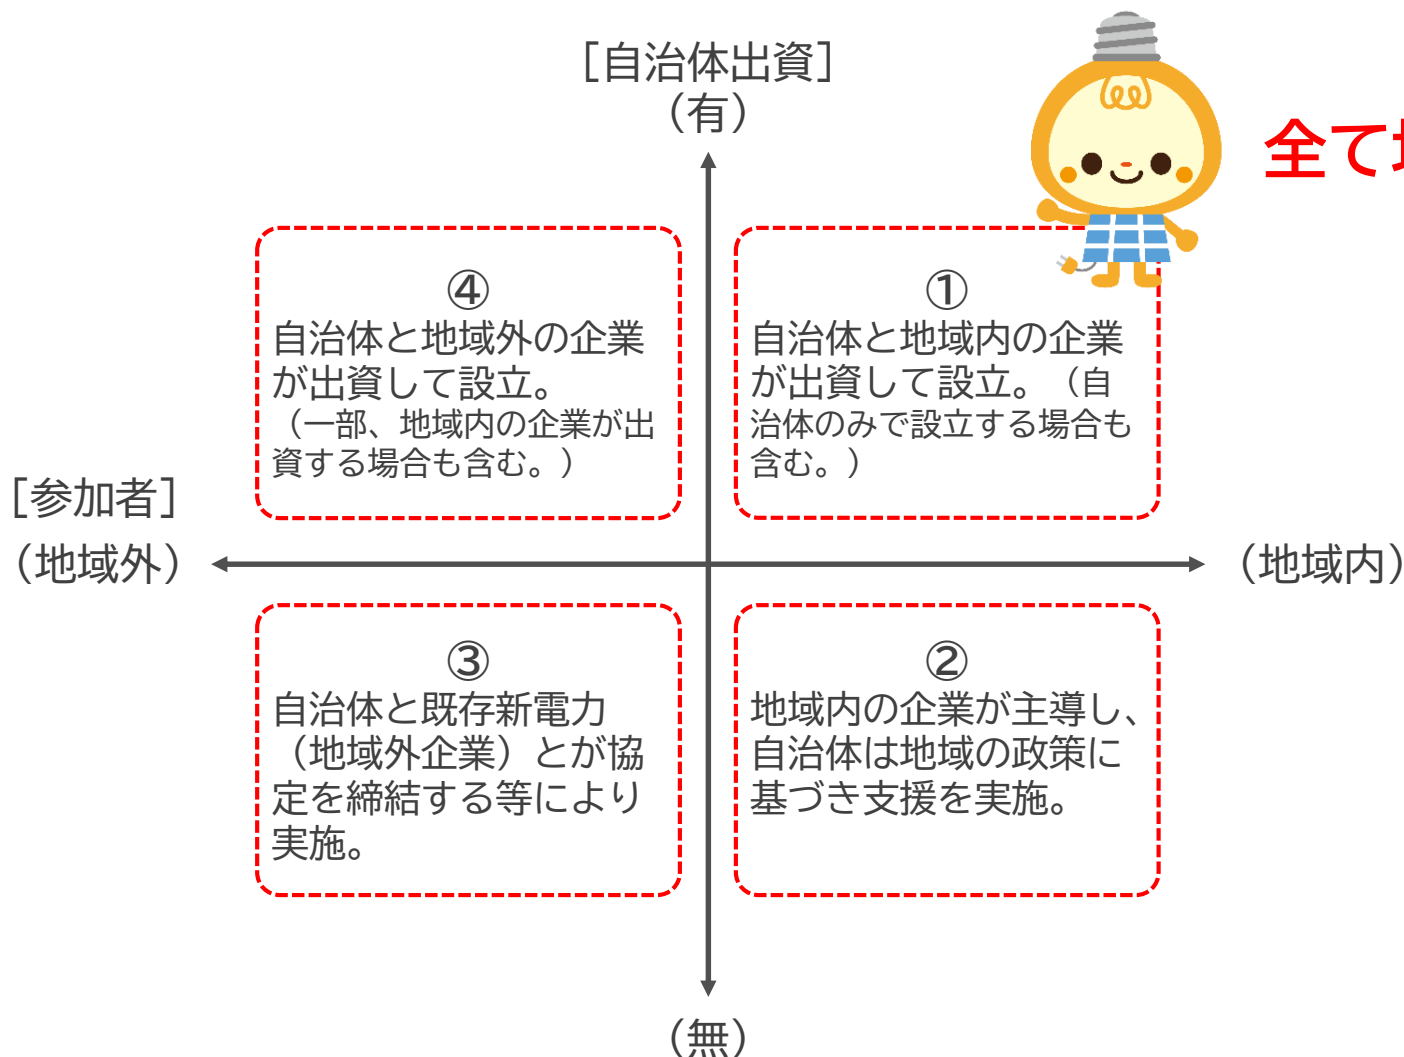 ［自治体出資］
（有）
全て
④
自治体と地域外の企業
が出資して設立。
（一部、地域内の企業が出
資する場合も含む。）
①
自治体と地域内の企業
が出資して設立。（自
治体のみで設立する場合も
含む。）
［参加者］
（地域外）
（地域内）
③
自治体と既存新電力
（地域外企業）とが協
定を締結する等により
実施。
②
地域内の企業が主導し、
自治体は地域の政策に
基づき支援を実施。
（無）